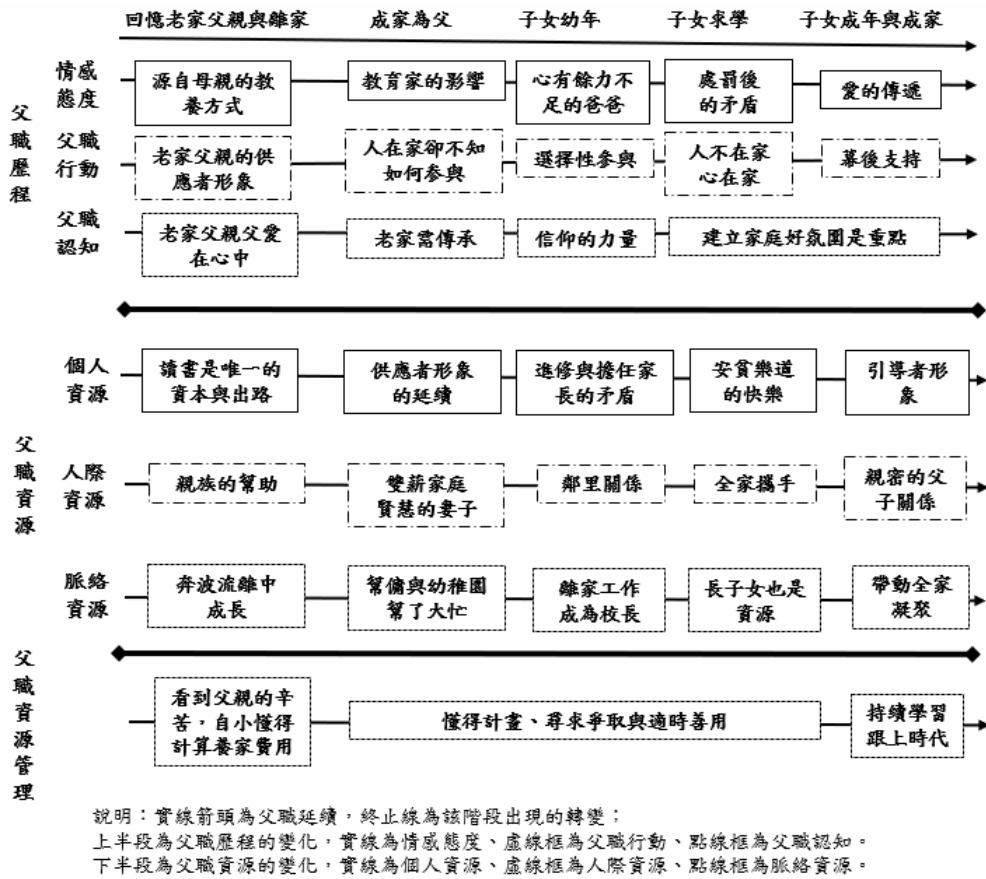 回憶老家父親與離家 成家為父 子女幼年 子女求學 子女成年與成家
父職歷程
情感
態度
源自母親的教
養方式
教育家的影響
心有餘力不
足的爸爸
處罰後
的矛盾
愛的傳遞
父職
行動
老家父親的供
應者形象
人在家卻不知
如何參與
選擇性參與
人不在家
心在家
幕後支持
父職
認知
老家父親父愛
在心中
老家需傳承
信仰的力量
建立家庭好氛圍是重點
父職資源
個人
資源
讀書是唯一的
資本與出路
供應者形象
的延續
進修與擔任家
長的矛盾
安貧樂道
的快樂
引導者形
象
人際
資源
親族的幫助
雙薪家庭
賢慧的妻子
鄰里關係
全家攜手
親密的父
子關係
脈絡
資源
奔波流離中
成長
幫傭與幼稚園
幫了大忙
離家工作
成為校長
長子女也是
資源
帶動全家
凝聚
父職資源管理
看到父親的辛
苦，自小懂得
計算養家費用
懂得計畫、尋求爭取與適時善用
持續學習
跟上時代
說明：實線箭頭為父職延續，終止線為該階段出現的轉變；
上半段為父職歷程的變化，實線為情感態度、虛線框為父職行動、點線框為父職認知。
下半段為父職資源的變化，實線為個人資源、虛線框為人際資源、點線框為脈絡資源。